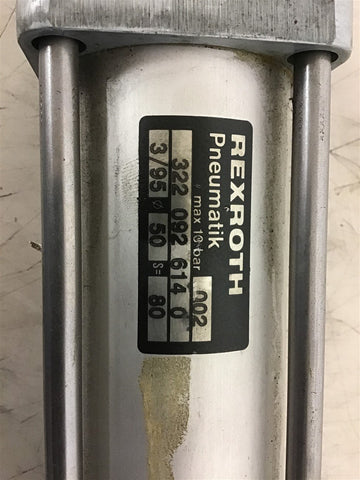 REXROTH
Pneumatik
max 10 bar 002
322 092 614 0
3/95 ø 50 S= 80